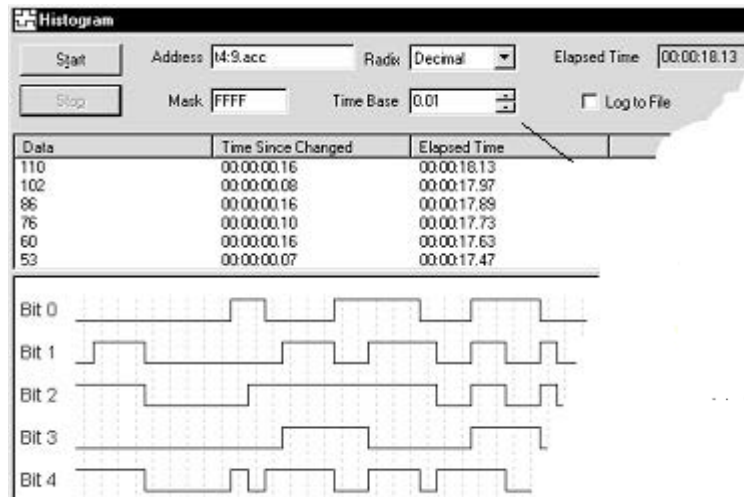 Histogram
Start Address t4:9.acc Radix Decimal Elapsed Time 00:00:18.13
Stop Mask FFFF Time Base 0.01 Log to File
Data Time Since Changed Elapsed Time
110 00:00:00.16 00:00:18.13
102 00:00:00.08 00:00:17.97
86 00:00:00.16 00:00:17.89
76 00:00:00.10 00:00:17.73
60 00:00:00.16 00:00:17.63
53 00:00:00.07 00:00:17.47
Bit 0
Bit 1
Bit 2
Bit 3
Bit 4